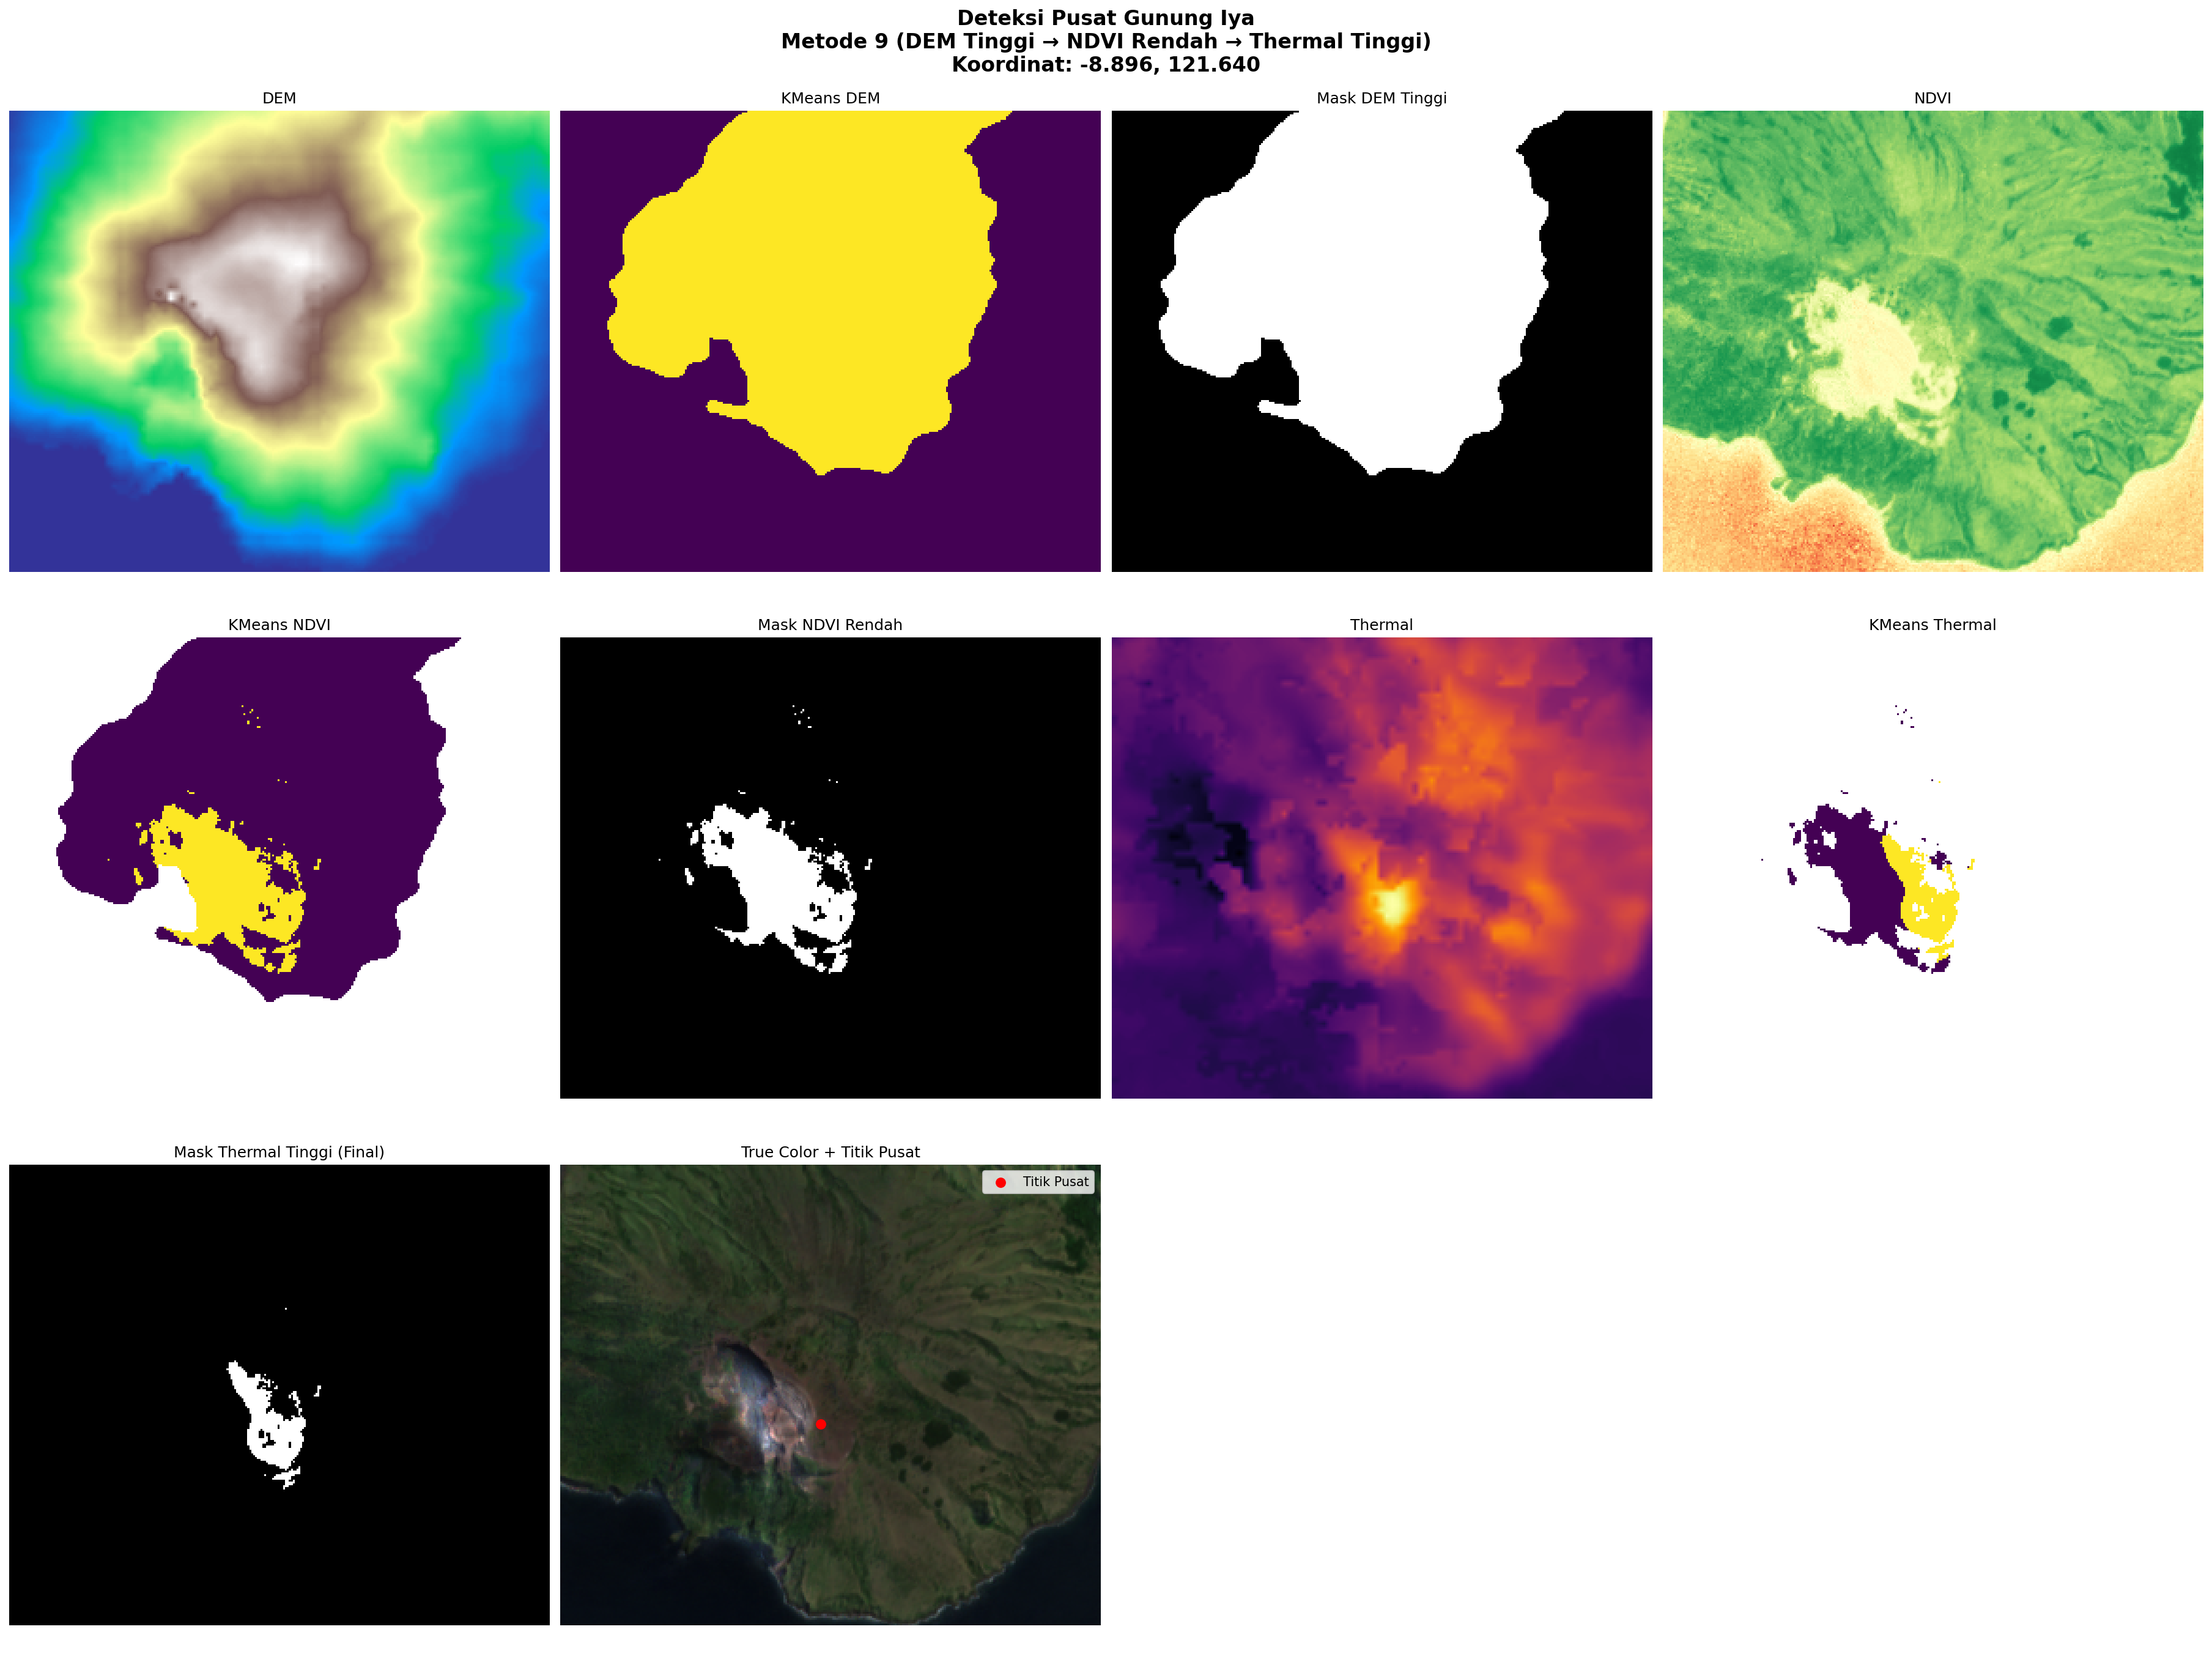 Deteksi Pusat Gunung Iya
Metode 9 (DEM Tinggi → NDVI Rendah → Thermal Tinggi)
Koordinat: -8.896, 121.640
DEM
KMeans DEM
Mask DEM Tinggi
NDVI
KMeans NDVI
Mask NDVI Rendah
Thermal
KMeans Thermal
Mask Thermal Tinggi (Final)
True Color + Titik Pusat
Titik Pusat